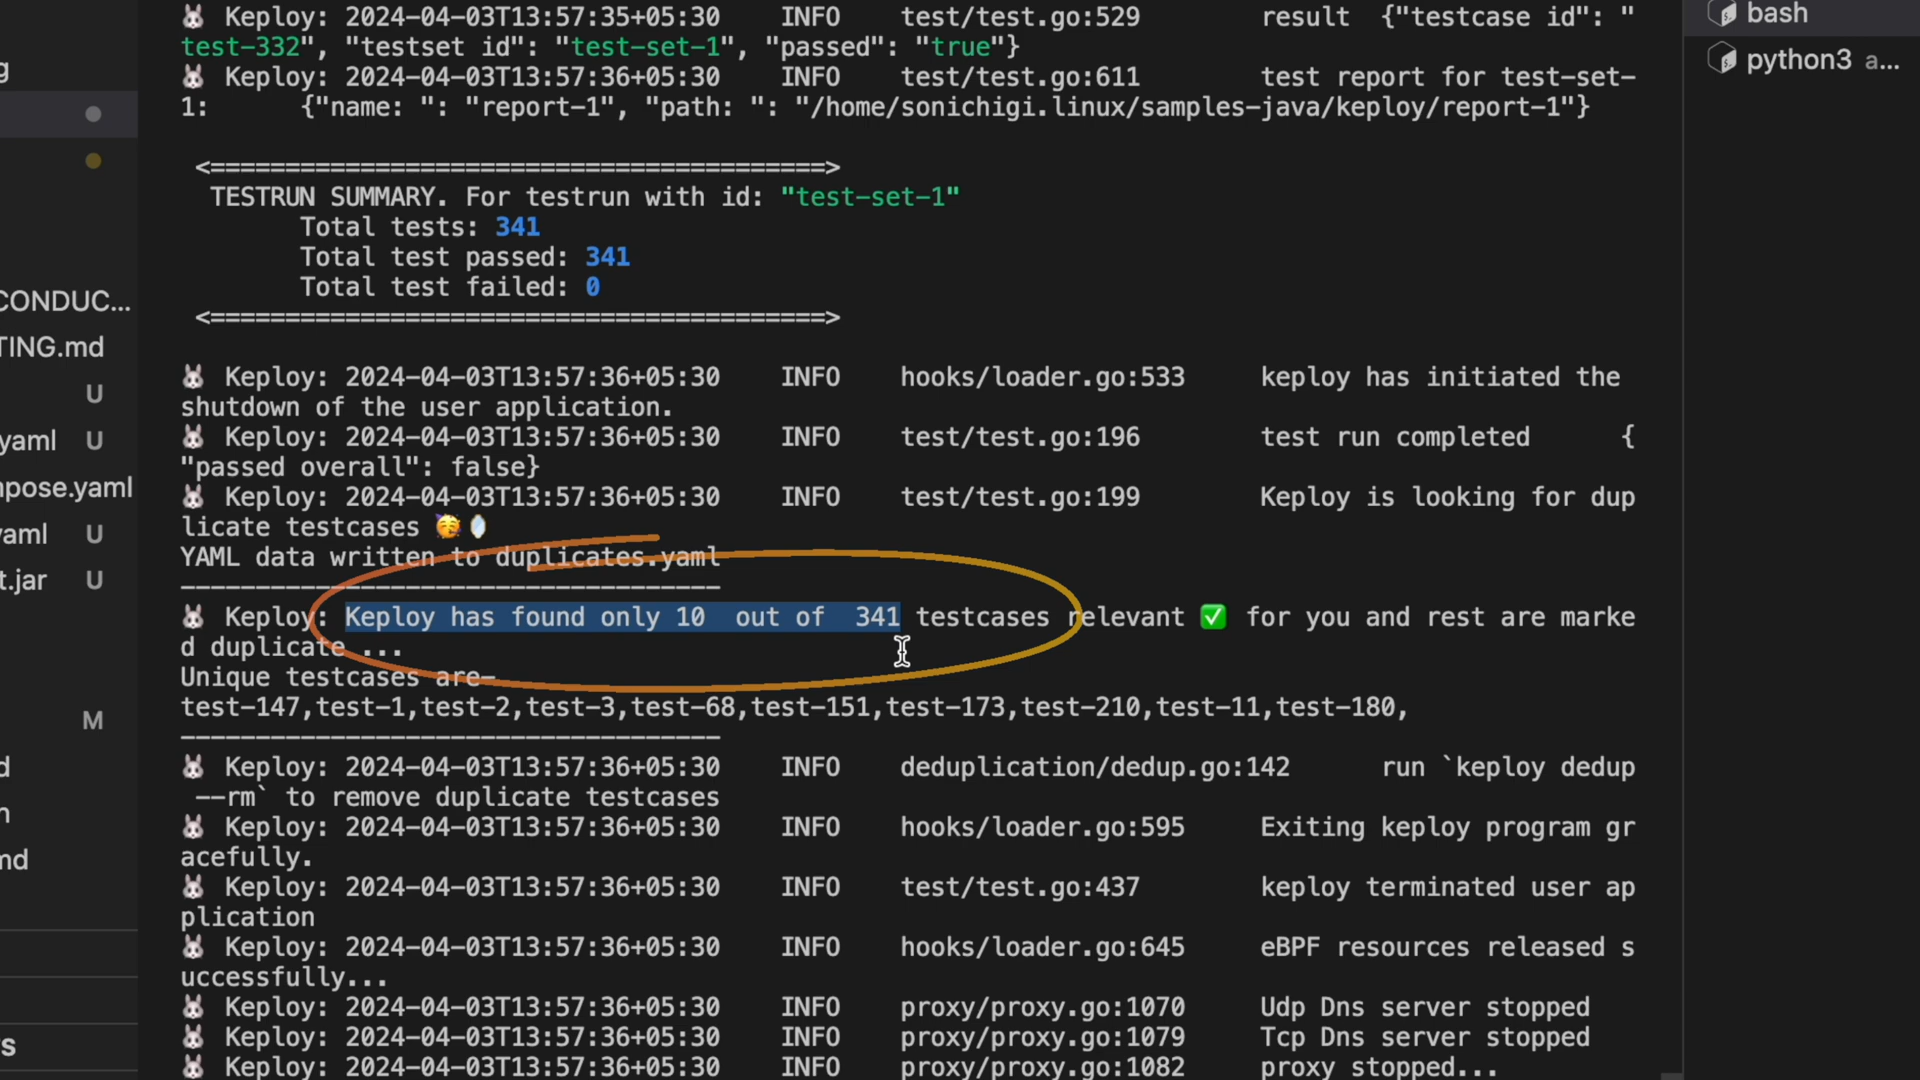 🐰 Keploy: 2024-04-03T13:57:35+05:30 INFO test/test.go:529 result {"testcase id": "
test-332", "testset id": "test-set-1", "passed": "true"}
🐰 Keploy: 2024-04-03T13:57:36+05:30 INFO test/test.go:611 test report for test-set-
1: {"name: ": "report-1", "path: ": "/home/sonichigi.linux/samples-java/keploy/report-1"}
<=========================================>
TESTRUN SUMMARY. For testrun with id: "test-set-1"
Total tests: 341
Total test passed: 341
Total test failed: 0
<=========================================>
🐰 Keploy: 2024-04-03T13:57:36+05:30 INFO hooks/loader.go:533 keploy has initiated the
shutdown of the user application.
🐰 Keploy: 2024-04-03T13:57:36+05:30 INFO test/test.go:196 test run completed {
"passed overall": false}
🐰 Keploy: 2024-04-03T13:57:36+05:30 INFO test/test.go:199 Keploy is looking for dup
licate testcases 🥳🪞
YAML data written to duplicates.yaml
------------------------------------
🐰 Keploy: Keploy has found only 10 out of 341 testcases relevant ✅ for you and rest are marke
d duplicate ...
Unique testcases are-
test-147,test-1,test-2,test-3,test-68,test-151,test-173,test-210,test-11,test-180,
------------------------------------
🐰 Keploy: 2024-04-03T13:57:36+05:30 INFO deduplication/dedup.go:142 run `keploy dedup
--rm` to remove duplicate testcases
🐰 Keploy: 2024-04-03T13:57:36+05:30 INFO hooks/loader.go:595 Exiting keploy program gr
acefully.
🐰 Keploy: 2024-04-03T13:57:36+05:30 INFO test/test.go:437 keploy terminated user ap
plication
🐰 Keploy: 2024-04-03T13:57:36+05:30 INFO hooks/loader.go:645 eBPF resources released s
uccessfully...
🐰 Keploy: 2024-04-03T13:57:36+05:30 INFO proxy/proxy.go:1070 Udp Dns server stopped
🐰 Keploy: 2024-04-03T13:57:36+05:30 INFO proxy/proxy.go:1079 Tcp Dns server stopped
🐰 Keploy: 2024-04-03T13:57:36+05:30 INFO proxy/proxy.go:1082 proxy stopped...
g
CONDUC...
TING.md
U
yaml U
mpose.yaml
yaml U
t.jar U
M
d
n
md
s
bash
python3 a...